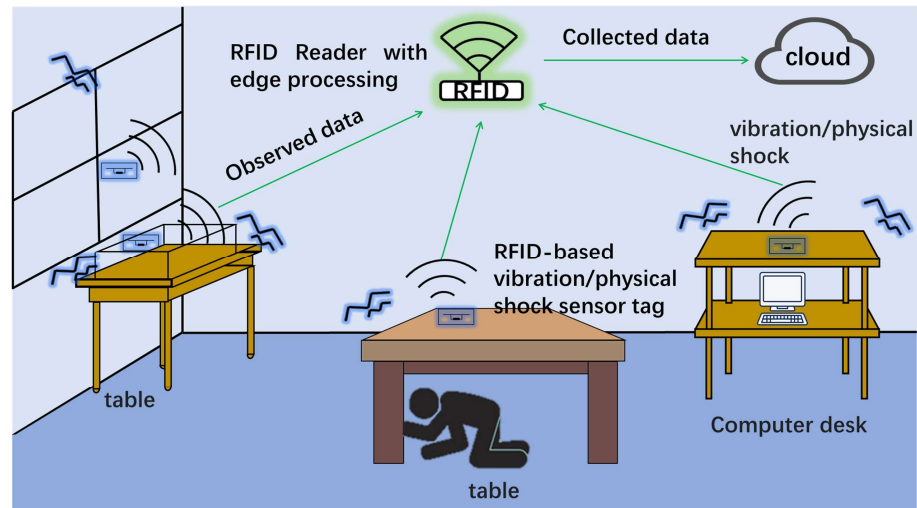 RFID Reader with
edge processing
RFID
Collected data
cloud
Observed data
vibration/physical
shock
RFID-based
vibration/physical
shock sensor tag
table
table
Computer desk